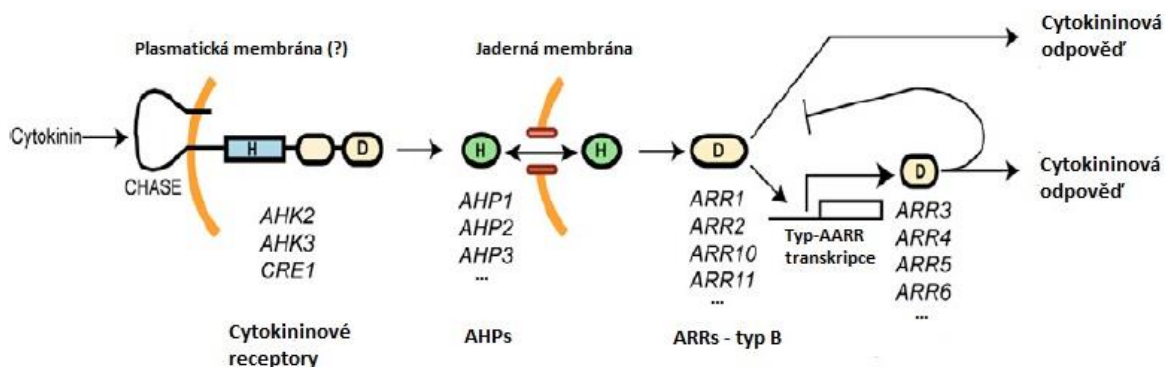 Plasmatická membrána (?)
Jaderná membrána
Cytokininová
odpověď
Cytokinin
CHASE
H
D
H
H
D
D
Cytokininová
odpověď
AHK2
AHK3
CRE1
AHP1
AHP2
AHP3
...
ARR1
ARR2
ARR10
ARR11
...
Typ-AARR
transkripce
ARR3
ARR4
ARR5
ARR6
...
Cytokininové
receptory
AHPs
ARRs - typ B